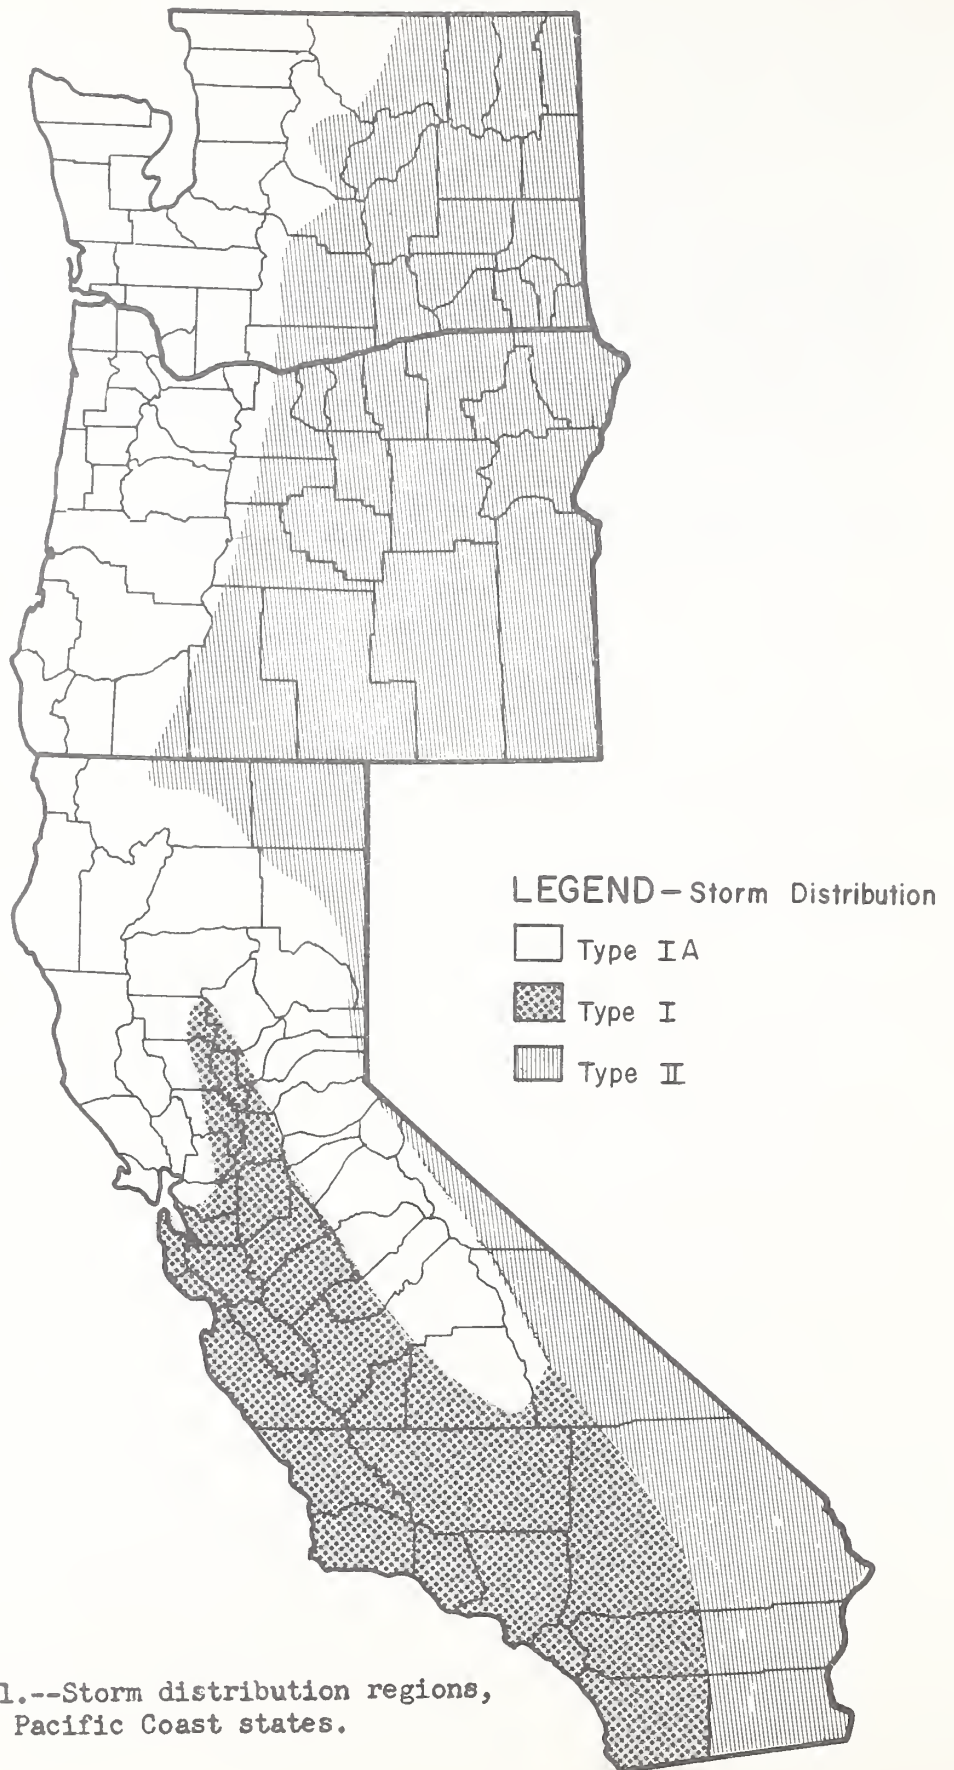 LEGEND-Storm Distribution
Type IA
Type I
Type II
1.--Storm distribution regions,
Pacific Coast states.